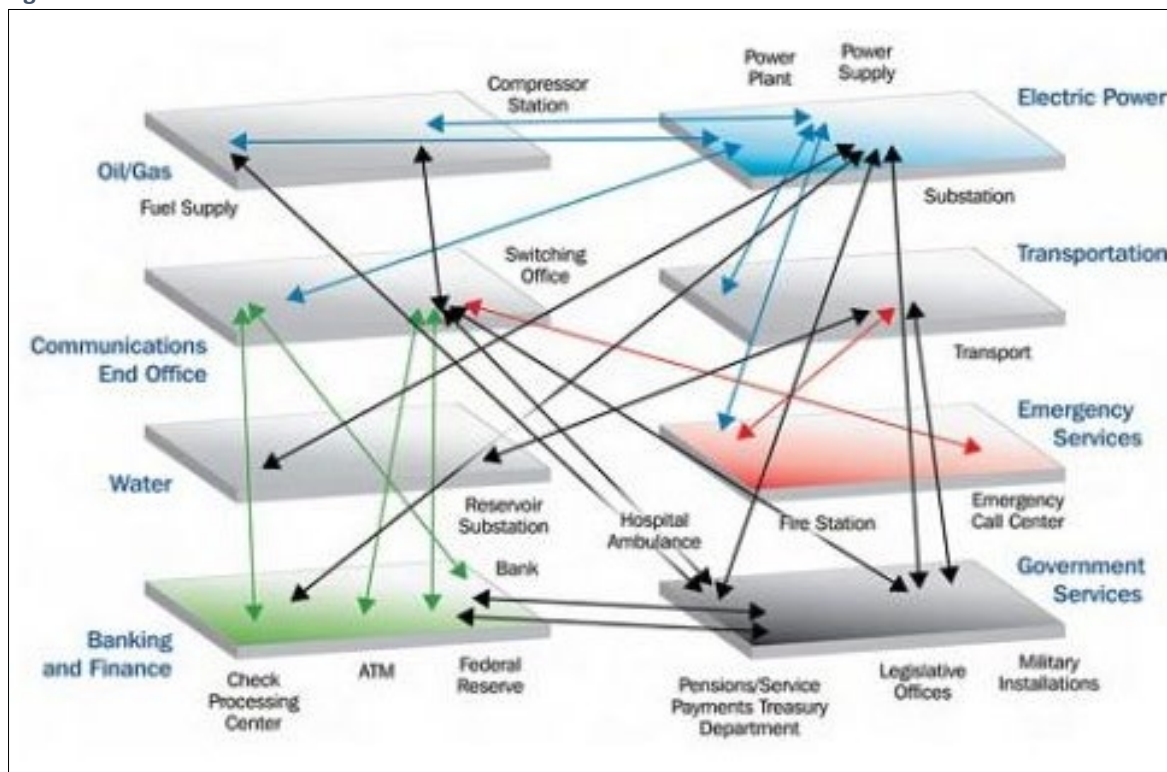 Power
Plant
Power
Supply
Compressor
Station
Electric Power
Oil/Gas
Fuel Supply
Substation
Switching
Office
Transportation
Communications
End Office
Transport
Emergency
Services
Water
Reservoir
Substation
Hospital
Ambulance
Fire Station
Emergency
Call Center
Bank
Government
Services
Banking
and Finance
Check
Processing
Center
ATM
Federal
Reserve
Pensions/Service
Payments Treasury
Department
Legislative
Offices
Military
Installations